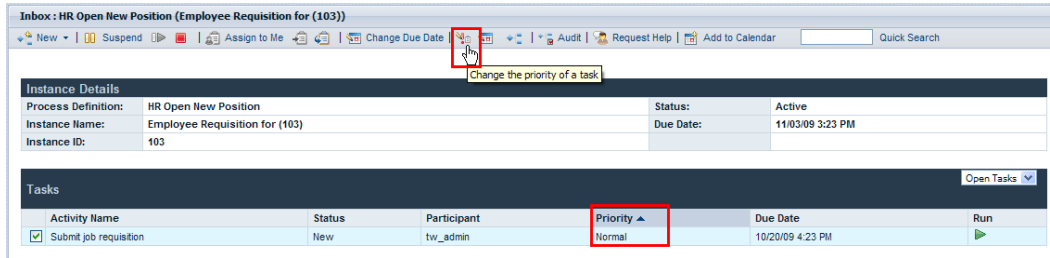 Inbox : HR Open New Position (Employee Requisition for (103))
New Suspend Assign to Me Change Due Date Audit Request Help Add to Calendar Quick Search
Change the priority of a task
Instance Details
Process Definition: HR Open New Position Status: Active
Instance Name: Employee Requisition for (103) Due Date: 11/03/09 3:23 PM
Instance ID: 103
Open Tasks
Tasks
Activity Name Status Participant Priority Due Date Run
Submit job requisition New tw_admin Normal 10/20/09 4:23 PM